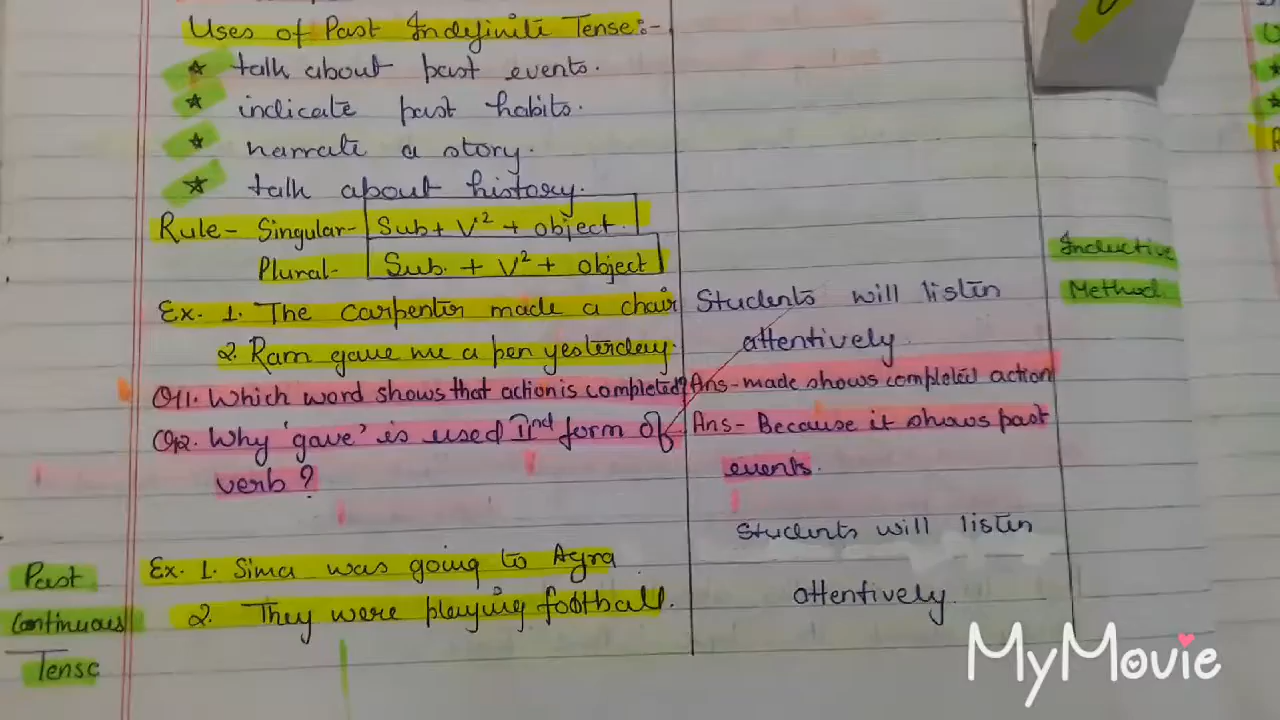 Uses of Past Indefinite Tense:-
☆ talk about past events.
☆ indicate past habits.
☆ narrate a story.
☆ talk about history.
Rule- Singular- Sub + V² + object.
Plural- Sub. + V² + object
Inductive
Method
Ex. 1. The carpenter made a chair
2. Ram gave me a pen yesterday.
Students will listen
attentively
Q1. Which word shows that action is completed?
Ans- made shows completed action
Q2. Why 'gave' is used IInd form of
verb?
Ans- Because it shows past
events.
Past
Continuous
Tense
Ex. 1. Sima was going to Agra
2. They were playing football.
Students will listen
attentively
MyMovie